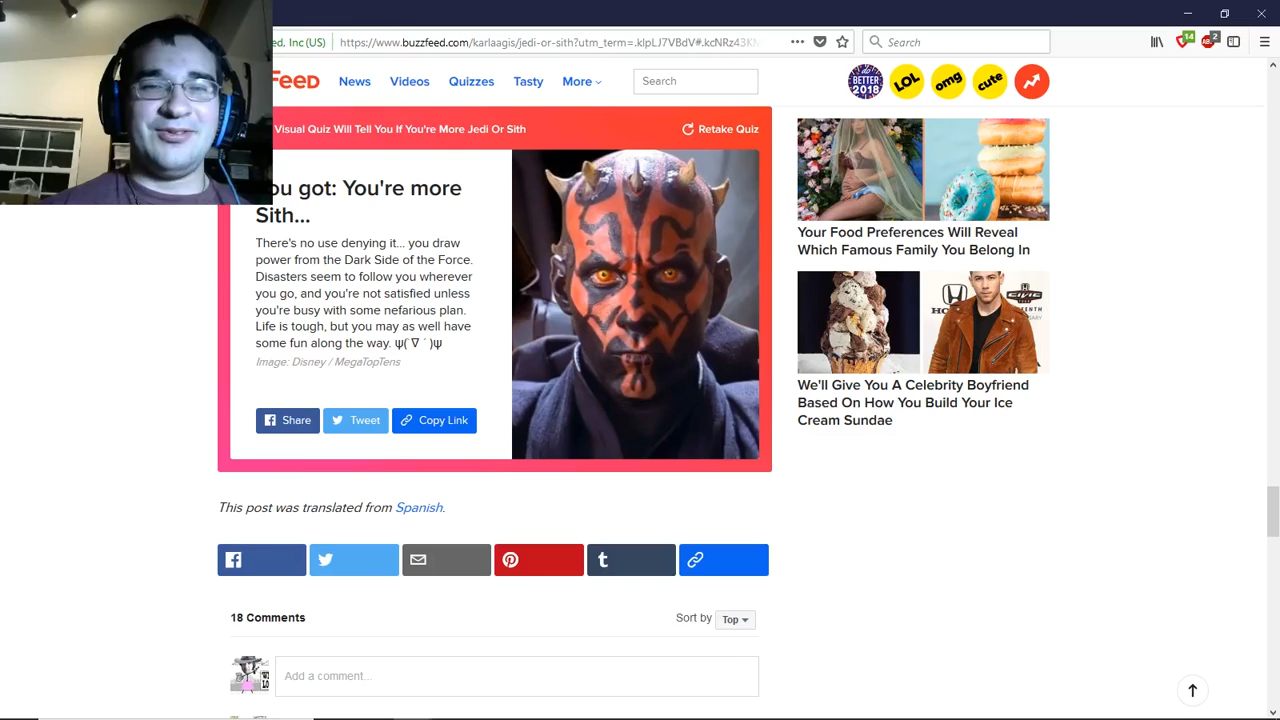 ed, Inc (US)
https://www.buzzfeed.com/karlaagis/jedi-or-sith?utm_term=.klpLJ7VBdV#.kcNRz43KM
Search
14
2
FEED
News
Videos
Quizzes
Tasty
More
Search
do BETTER 2018
LOL
omg
cute
Visual Quiz Will Tell You If You're More Jedi Or Sith
Retake Quiz
ou got: You're more
Sith...
There's no use denying it... you draw
power from the Dark Side of the Force.
Disasters seem to follow you wherever
you go, and you're not satisfied unless
you're busy with some nefarious plan.
Life is tough, but you may as well have
some fun along the way. ψ(`∇´)ψ
Image: Disney / MegaTopTens
Share
Tweet
Copy Link
Your Food Preferences Will Reveal
Which Famous Family You Belong In
HONDA
CIVIC
We'll Give You A Celebrity Boyfriend
Based On How You Build Your Ice
Cream Sundae
This post was translated from Spanish.
18 Comments
Sort by
Top
Add a comment...